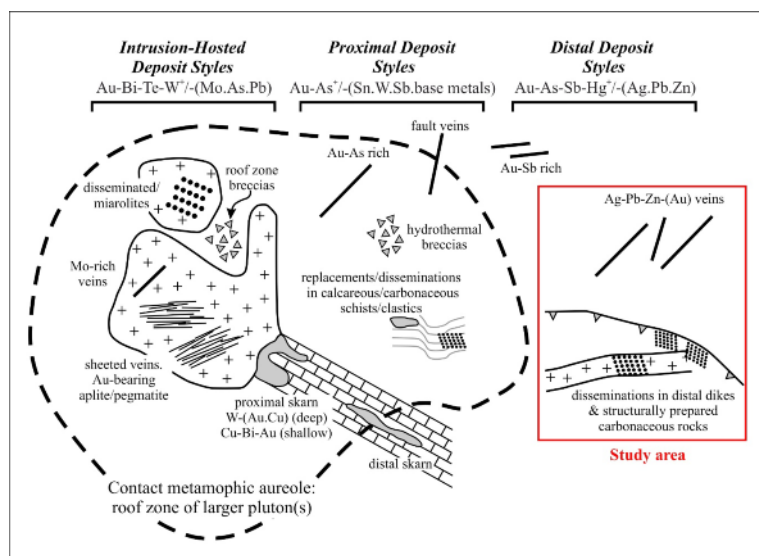 Intrusion-Hosted
Deposit Styles
Au-Bi-Te-W+/-(Mo.As.Pb)
Proximal Deposit
Styles
Au-As+/-(Sn.W.Sb.base metals)
Distal Deposit
Styles
Au-As-Sb-Hg+/-(Ag.Pb.Zn)
fault veins
Au-As rich
Au-Sb rich
roof zone
breccias
disseminated/
miarolites
Ag-Pb-Zn-(Au) veins
hydrothermal
breccias
Mo-rich
veins
replacements/disseminations
in calcareous/carbonaceous
schists/clastics
sheeted veins.
Au-bearing
aplite/pegmatite
proximal skarn
W-(Au.Cu) (deep)
Cu-Bi-Au (shallow)
distal skarn
disseminations in distal dikes
& structurally prepared
carbonaceous rocks
Study area
Contact metamophic aureole:
roof zone of larger pluton(s)